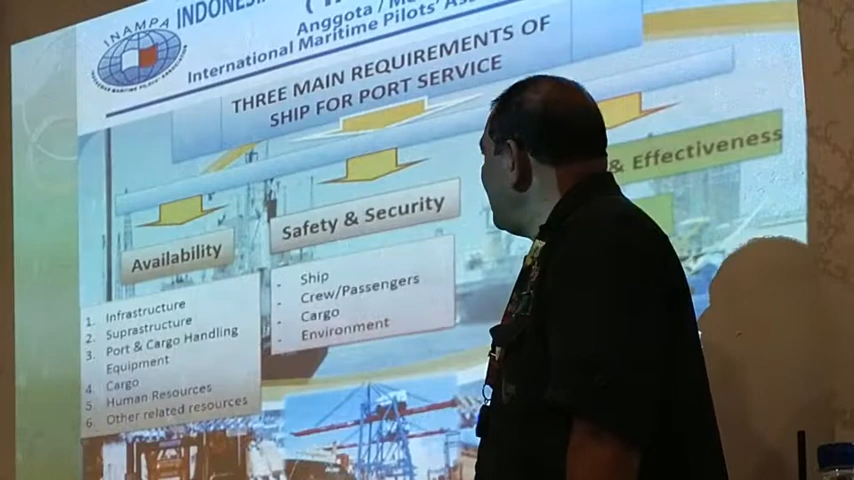 INAMPA
INDONESI
Anggota / M
International Maritime Pilots' Ass
THREE MAIN REQUIREMENTS OF
SHIP FOR PORT SERVICE
& Effectiveness
Safety & Security
Availability
- Ship
- Crew/Passengers
- Cargo
- Environment
1. Infrastructure
2. Suprastructure
3. Port & Cargo Handling
Equipment
4. Cargo
5. Human Resources
6. Other related resources